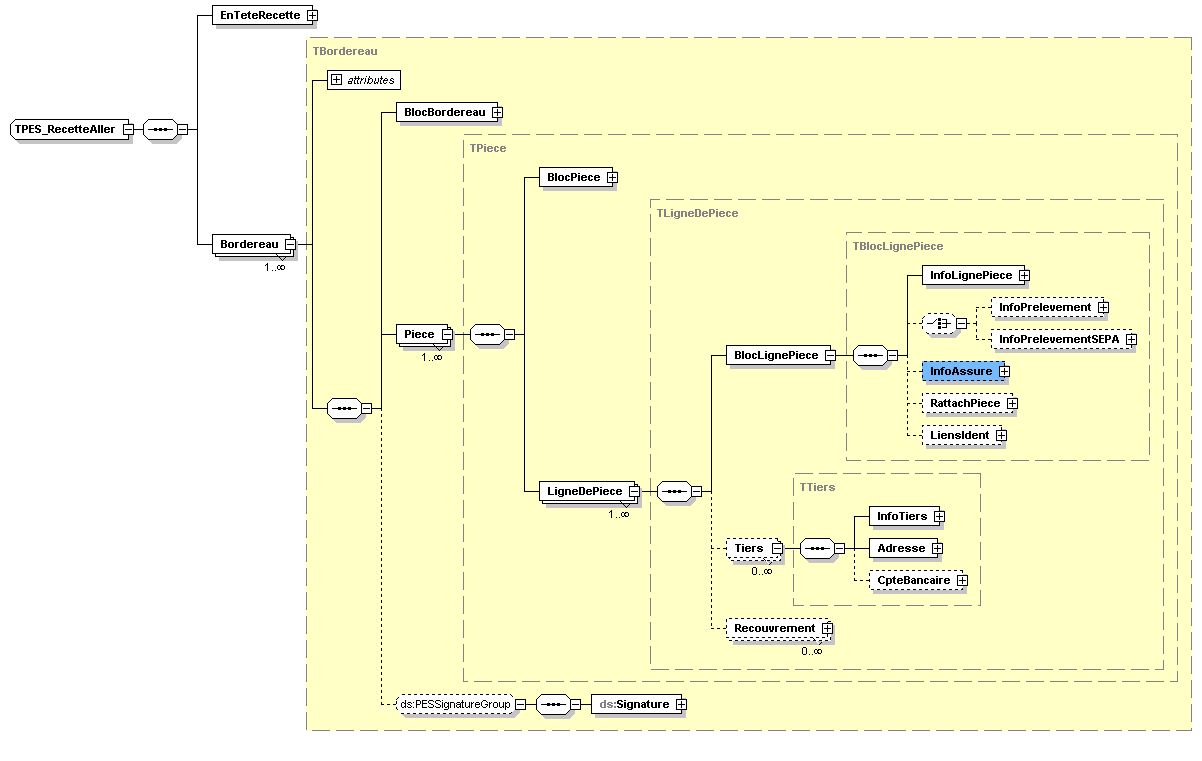 EnTeteRecette
TBordereau
attributes
BlocBordereau
TPES_RecetteAller
TPiece
BlocPiece
TLigneDePiece
TBlocLignePiece
Bordereau
1..∞
InfoLignePiece
InfoPrelevement
Piece
1..∞
InfoPrelevementSEPA
BlocLignePiece
InfoAssure
RattachPiece
LiensIdent
TTiers
LigneDePiece
1..∞
InfoTiers
Tiers
0..∞
Adresse
CpteBancaire
Recouvrement
0..∞
ds:PESSignatureGroup
ds:Signature